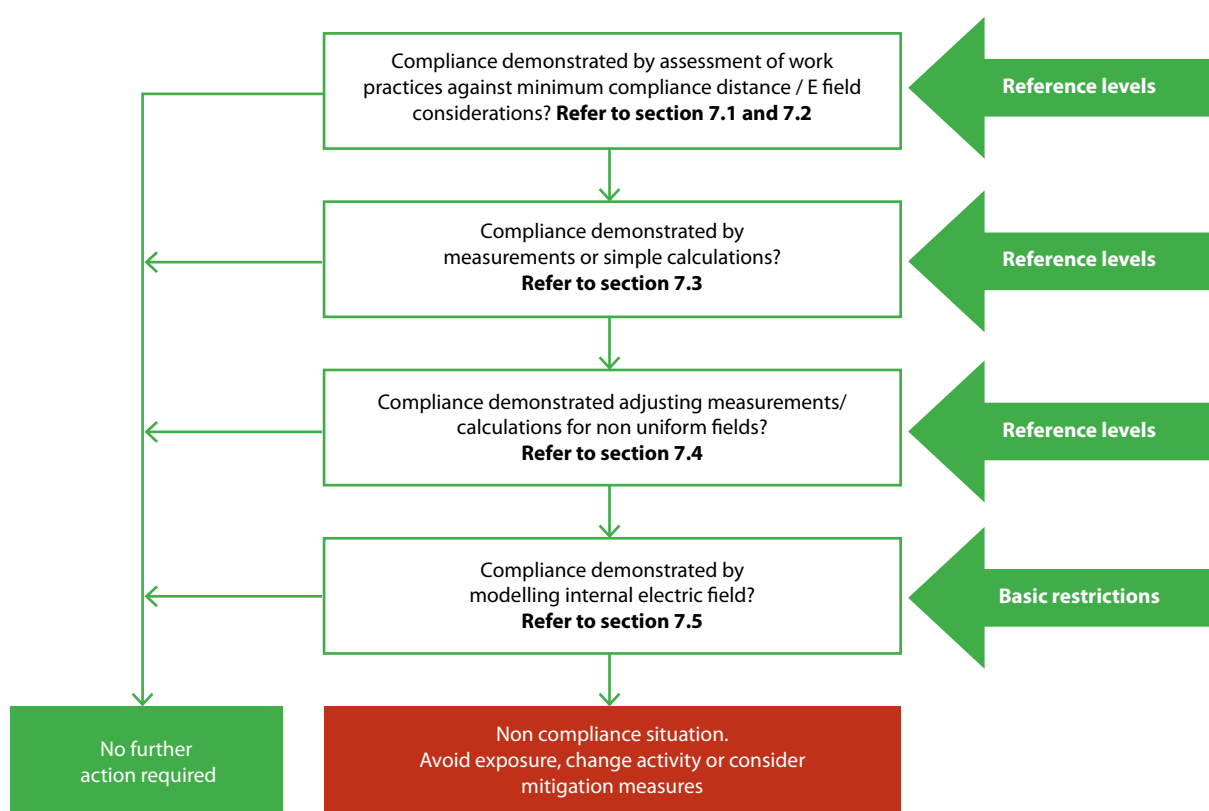 Compliance demonstrated by assessment of work
practices against minimum compliance distance / E field
considerations? Refer to section 7.1 and 7.2
Reference levels
Compliance demonstrated by
measurements or simple calculations?
Refer to section 7.3
Reference levels
Compliance demonstrated adjusting measurements/
calculations for non uniform fields?
Refer to section 7.4
Reference levels
Compliance demonstrated by
modelling internal electric field?
Refer to section 7.5
Basic restrictions
No further
action required
Non compliance situation.
Avoid exposure, change activity or consider
mitigation measures